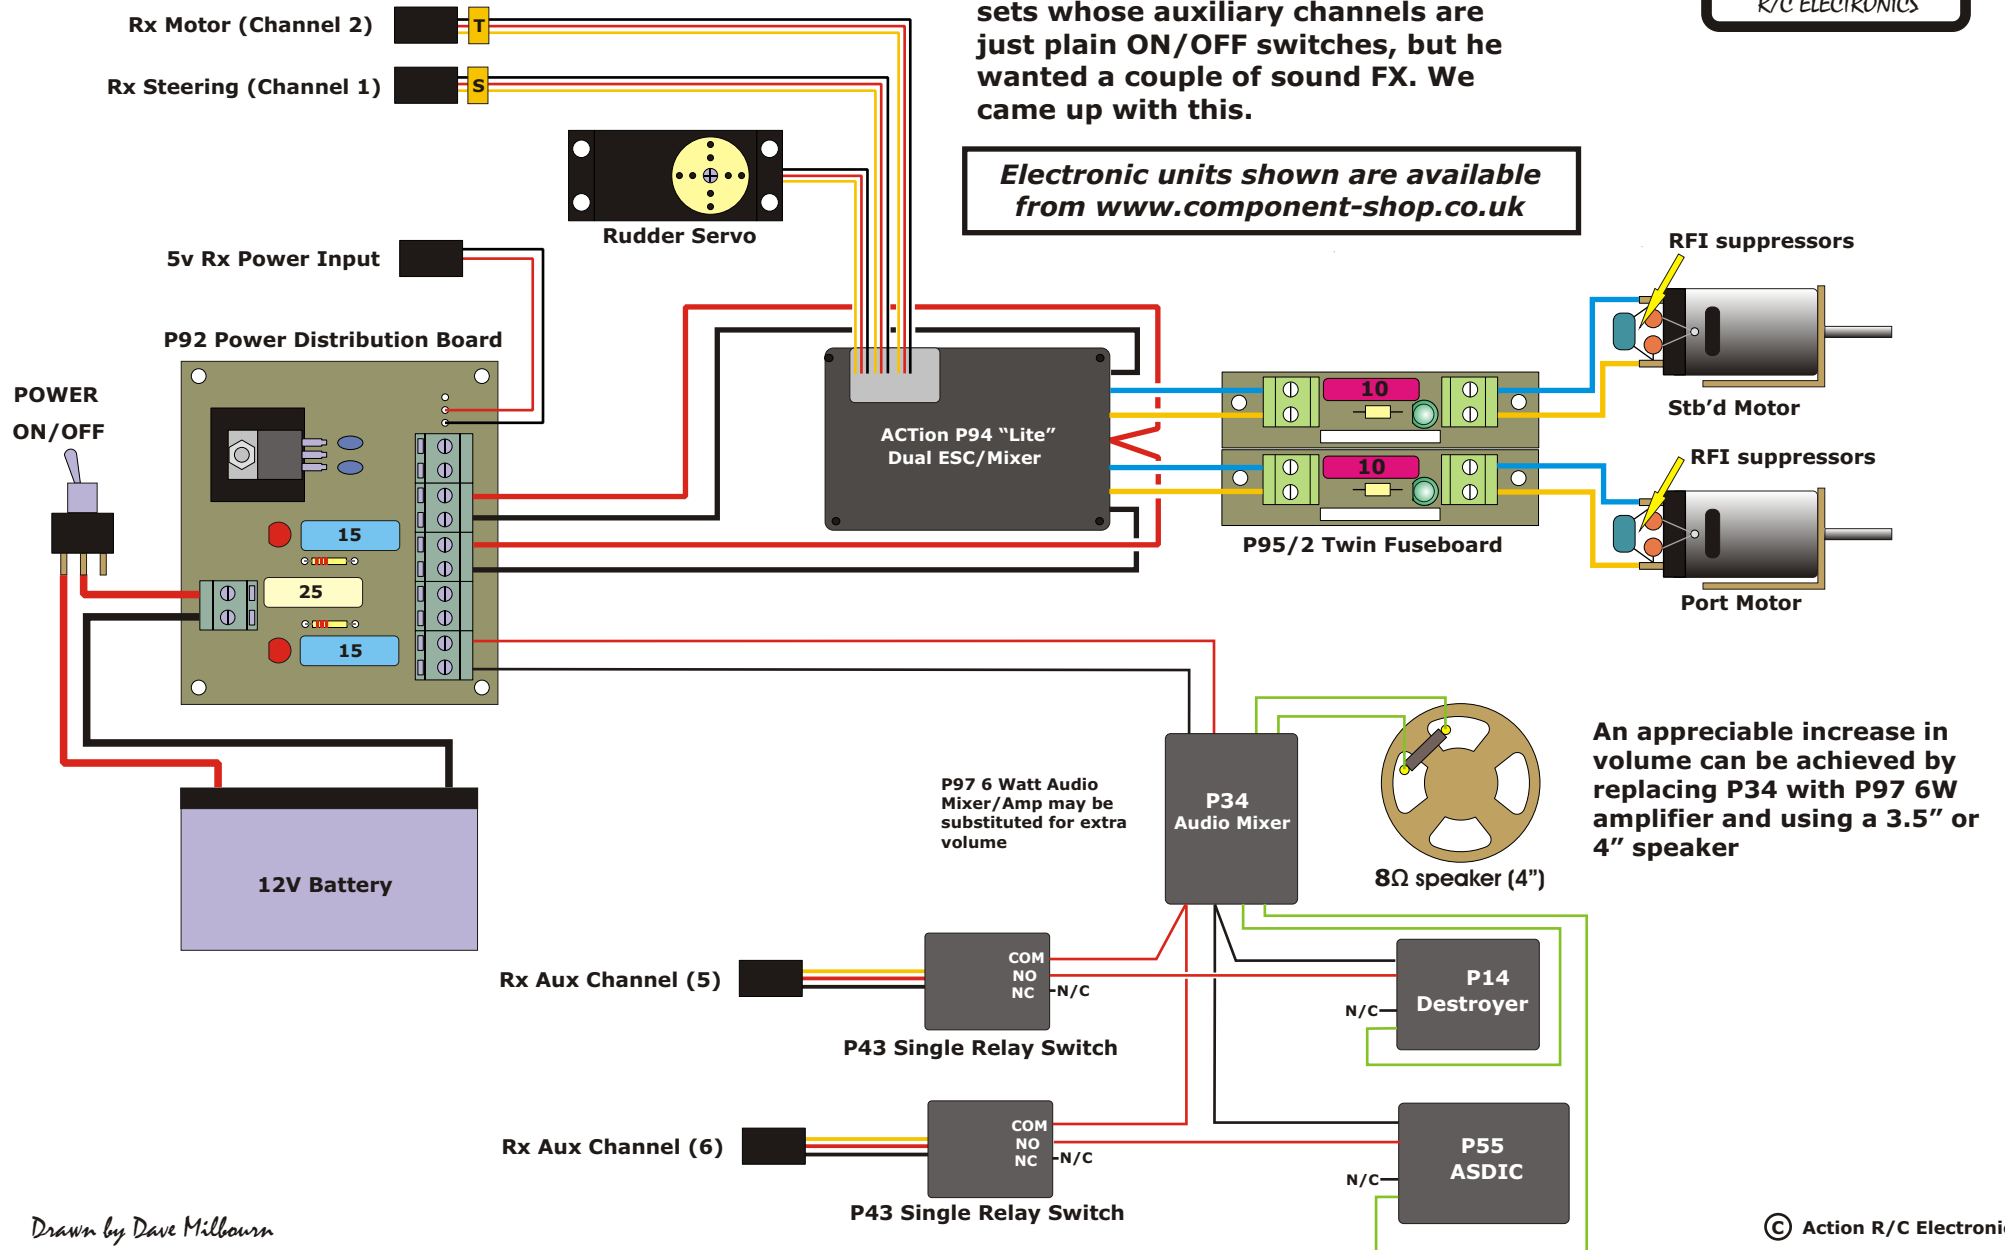 R/C ELECTRONICS
sets whose auxiliary channels are
just plain ON/OFF switches, but he
wanted a couple of sound FX. We
came up with this.
Rx Motor (Channel 2)
T
Rx Steering (Channel 1)
S
Electronic units shown are available
from www.component-shop.co.uk
Rudder Servo
5v Rx Power Input
RFI suppressors
P92 Power Distribution Board
POWER
ON/OFF
ACTion P94 “Lite”
Dual ESC/Mixer
10
Stb’d Motor
10
RFI suppressors
P95/2 Twin Fuseboard
Port Motor
15
25
15
12V Battery
P97 6 Watt Audio
Mixer/Amp may be
substituted for extra
volume
P34
Audio Mixer
8Ω speaker (4”)
An appreciable increase in
volume can be achieved by
replacing P34 with P97 6W
amplifier and using a 3.5” or
4” speaker
Rx Aux Channel (5)
COM
NO
NC
N/C
P43 Single Relay Switch
P14
Destroyer
N/C
Rx Aux Channel (6)
COM
NO
NC
N/C
P43 Single Relay Switch
P55
ASDIC
N/C
Drawn by Dave Milbourn
© Action R/C Electronic